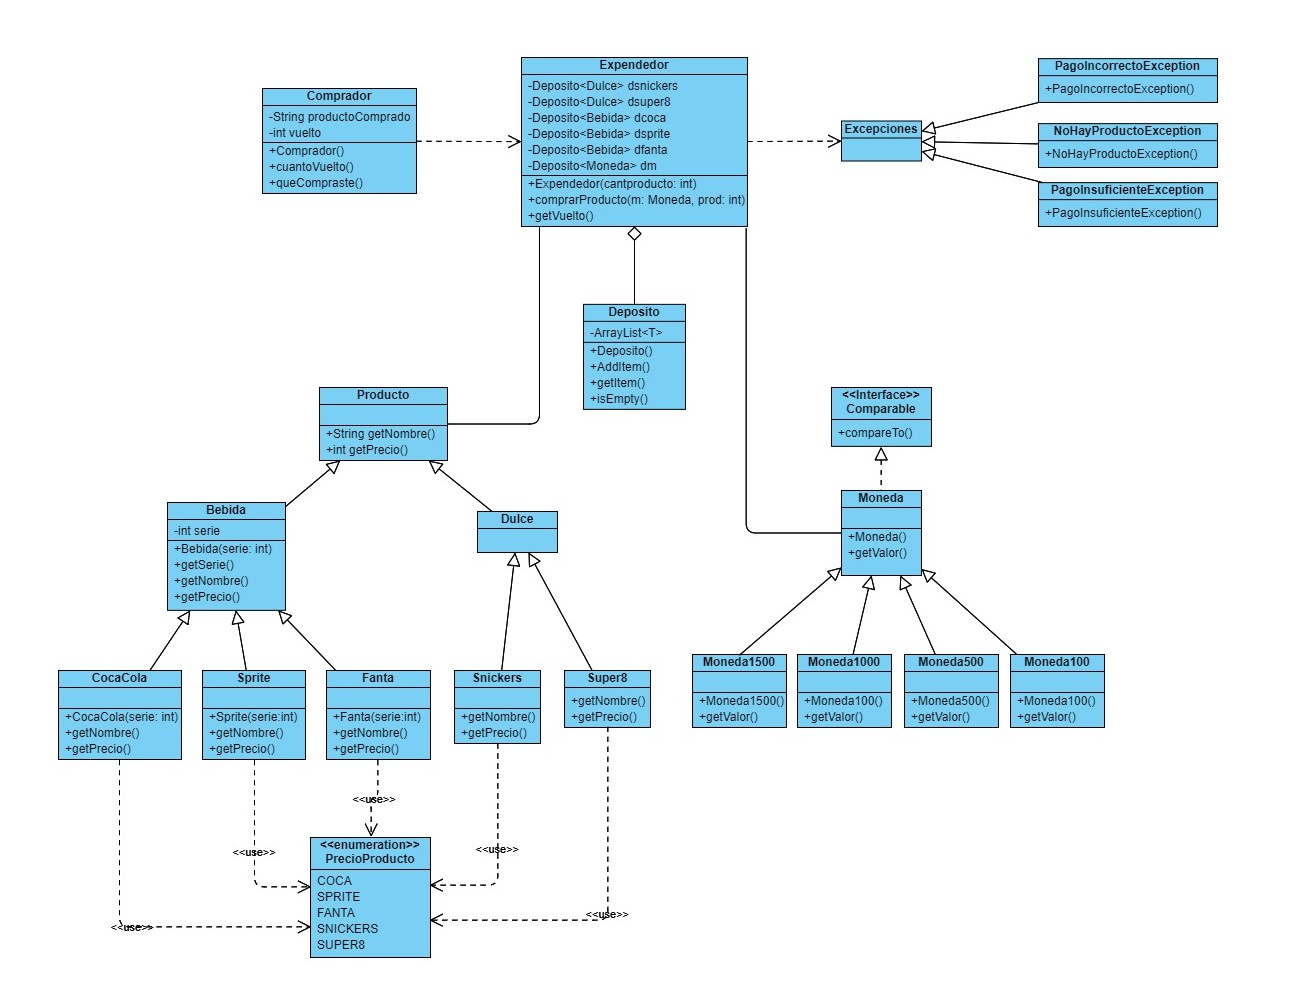 Expendedor
-Deposito<Dulce> dsnickers
-Deposito<Dulce> dsuper8
-Deposito<Bebida> dcoca
-Deposito<Bebida> dsprite
-Deposito<Bebida> dfanta
-Deposito<Moneda> dm
+Expendedor(cantproducto: int)
+comprarProducto(m: Moneda, prod: int)
+getVuelto()
Comprador
-String productoComprado
-int vuelto
+Comprador()
+cuantoVuelto()
+queCompraste()
Excepciones
PagoIncorrectoException
+PagoIncorrectoException()
NoHayProductoException
+NoHayProductoException()
PagoInsuficienteException
+PagoInsuficienteException()
Deposito
-ArrayList<T>
+Deposito()
+AddItem()
+getItem()
+isEmpty()
Producto
+String getNombre()
+int getPrecio()
<<Interface>>
Comparable
+compareTo()
Bebida
-int serie
+Bebida(serie: int)
+getSerie()
+getNombre()
+getPrecio()
Dulce
Moneda
+Moneda()
+getValor()
CocaCola
+CocaCola(serie: int)
+getNombre()
+getPrecio()
Sprite
+Sprite(serie:int)
+getNombre()
+getPrecio()
Fanta
+Fanta(serie:int)
+getNombre()
+getPrecio()
Snickers
+getNombre()
+getPrecio()
Super8
+getNombre()
+getPrecio()
Moneda1500
+Moneda1500()
+getValor()
Moneda1000
+Moneda100()
+getValor()
Moneda500
+Moneda500()
+getValor()
Moneda100
+Moneda100()
+getValor()
<<use>>
<<use>>
<<use>>
<<use>>
<<use>>
<<enumeration>>
PrecioProducto
COCA
SPRITE
FANTA
SNICKERS
SUPER8